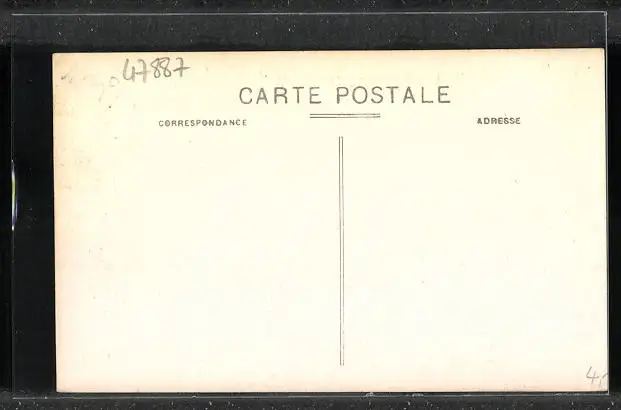 47887
CARTE POSTALE
CORRESPONDANCE
ADRESSE